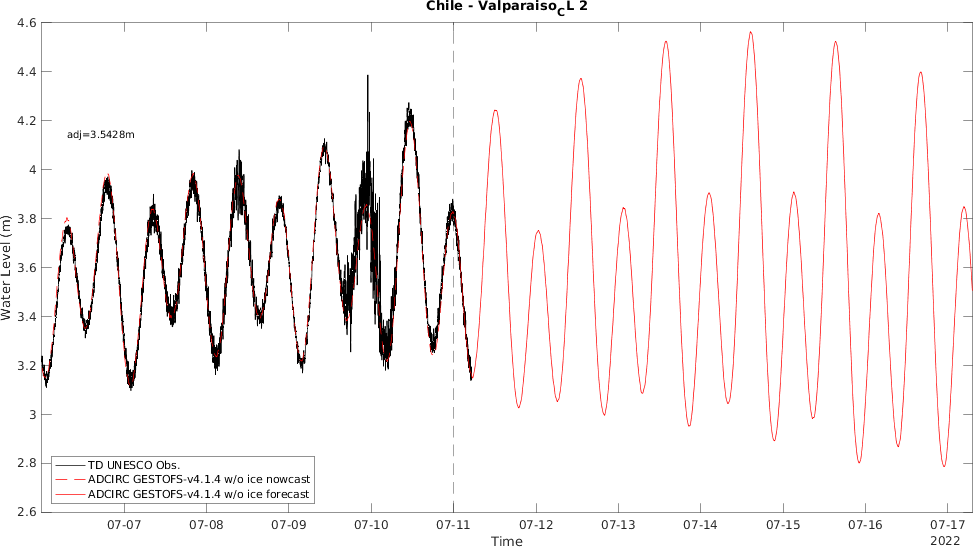 Chile - Valparaiso_CL 2
4.6
4.4
4.2
4
3.8
3.6
3.4
3.2
3
2.8
2.6
Water Level (m)
adj=3.5428m
TD UNESCO Obs.
ADCIRC GESTOFS-v4.1.4 w/o ice nowcast
ADCIRC GESTOFS-v4.1.4 w/o ice forecast
07-07 07-08 07-09 07-10 07-11 07-12 07-13 07-14 07-15 07-16 07-17
Time
2022